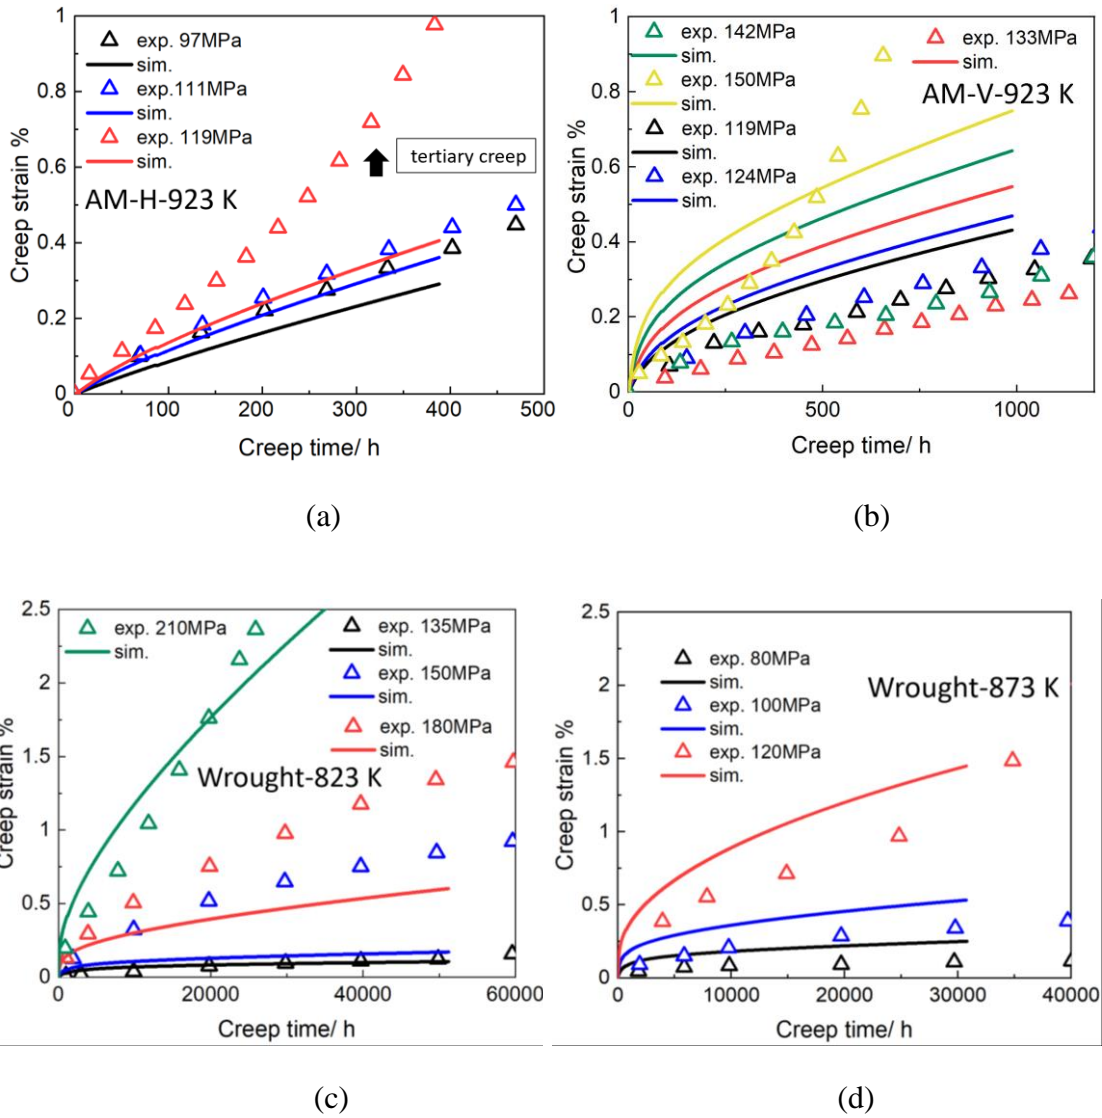 1
0.8
0.6
0.4
0.2
0
Creep strain %
exp. 97MPa
sim.
exp.111MPa
sim.
exp. 119MPa
sim.
tertiary creep
AM-H-923 K
0 100 200 300 400 500
Creep time/ h
(a)
1
0.8
0.6
0.4
0.2
0
Creep strain %
exp. 142MPa
sim.
exp. 150MPa
sim.
exp. 119MPa
sim.
exp. 124MPa
sim.
exp. 133MPa
sim.
AM-V-923 K
0 500 1000
Creep time/ h
(b)
2.5
2
1.5
1
0.5
0
Creep strain %
exp. 210MPa
sim.
exp. 135MPa
sim.
exp. 150MPa
sim.
exp. 180MPa
sim.
Wrought-823 K
0 20000 40000 60000
Creep time/ h
(c)
2.5
2
1.5
1
0.5
0
Creep strain %
exp. 80MPa
sim.
exp. 100MPa
sim.
exp. 120MPa
sim.
Wrought-873 K
0 10000 20000 30000 40000
Creep time/ h
(d)